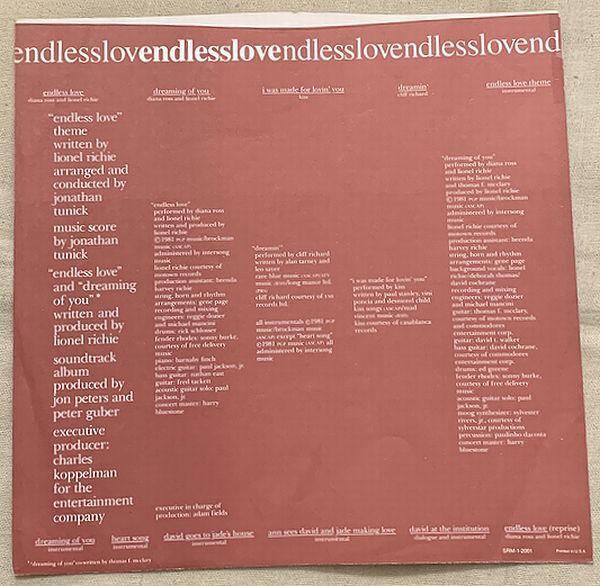 endlesslovendlesslovendlesslovendlesslovend
endless love
diana ross and lionel richie
dreaming of you
diana ross and lionel richie
i was made for lovin' you
kiss
dreamin'
cliff richard
endless love theme
instrumental
"endless love"
theme
written by
lionel richie
arranged and
conducted by
jonathan
tunick
music score
by jonathan
tunick
"endless love"
and "dreaming
of you"*
written and
produced by
lionel richie
soundtrack
album
produced by
jon peters and
peter guber
executive
producer:
charles
koppelman
for the
entertainment
company
"endless love"
performed by diana ross
and lionel richie
written and produced by
lionel richie
©1981 PGP music/brockman
music (ASCAP)
administered by intersong
music
lionel richie courtesy of
motown records
production assistant: brenda
harvey richie
string, horn and rhythm
arrangements: gene page
recording and mixing
engineers: reggie dozier
and michael mancini
drums: rick shlosser
fender rhodes: sonny burke,
courtesy of free delivery
music
piano: barnaby finch
electric guitar: paul jackson, jr.
bass guitar: nathan east
guitar: fred tackett
acoustic guitar solo: paul
jackson, jr.
concert master: harry
bluestone
executive in charge of
production: adam fields
"dreamin'"
performed by cliff richard
written by alan tarney and
leo sayer
rare blue music (ASCAP)/ATV
music (BMI)/long manor ltd.
(PRS)
cliff richard courtesy of EMI
records ltd.
all instrumentals ©1981 PGP
music/brockman music
(ASCAP) except "heart song"
©1981 PGP music (ASCAP) all
administered by intersong
music
"i was made for lovin' you"
performed by kiss
written by paul stanley, vini
poncia and desmond child
kiss songs (ASCAP)/mad
vincent music (BMI)
kiss courtesy of casablanca
records
"dreaming of you"
performed by diana ross
and lionel richie
written by lionel richie
and thomas f. mcclary
produced by lionel richie
©1981 PGP music/brockman
music (ASCAP)
administered by intersong
music
lionel richie courtesy of
motown records
production assistant: brenda
harvey richie
string, horn and rhythm
arrangements: gene page
background vocals: lionel
richie/deborah thomas/
david cochrane
recording and mixing
engineers: reggie dozier
and michael mancini
guitar: thomas f. mcclary,
courtesy of motown records
and commodores
entertainment corp.
guitar: david t. walker
bass guitar: david cochrane,
courtesy of commodores
entertainment corp.
drums: ed greene
fender rhodes: sonny burke,
courtesy of free delivery
music
acoustic guitar solo: paul
jackson, jr.
moog synthesizer: sylvester
rivers, jr., courtesy of
sylverstar productions
percussion: paulinho dacosta
concert master: harry
bluestone
dreaming of you
instrumental
heart song
instrumental
david goes to jade's house
instrumental
ann sees david and jade making love
instrumental
david at the institution
dialogue and instrumental
endless love (reprise)
diana ross and lionel richie
*"dreaming of you" co-written by thomas f. mcclary
SRM-1-2001
Printed in U.S.A.